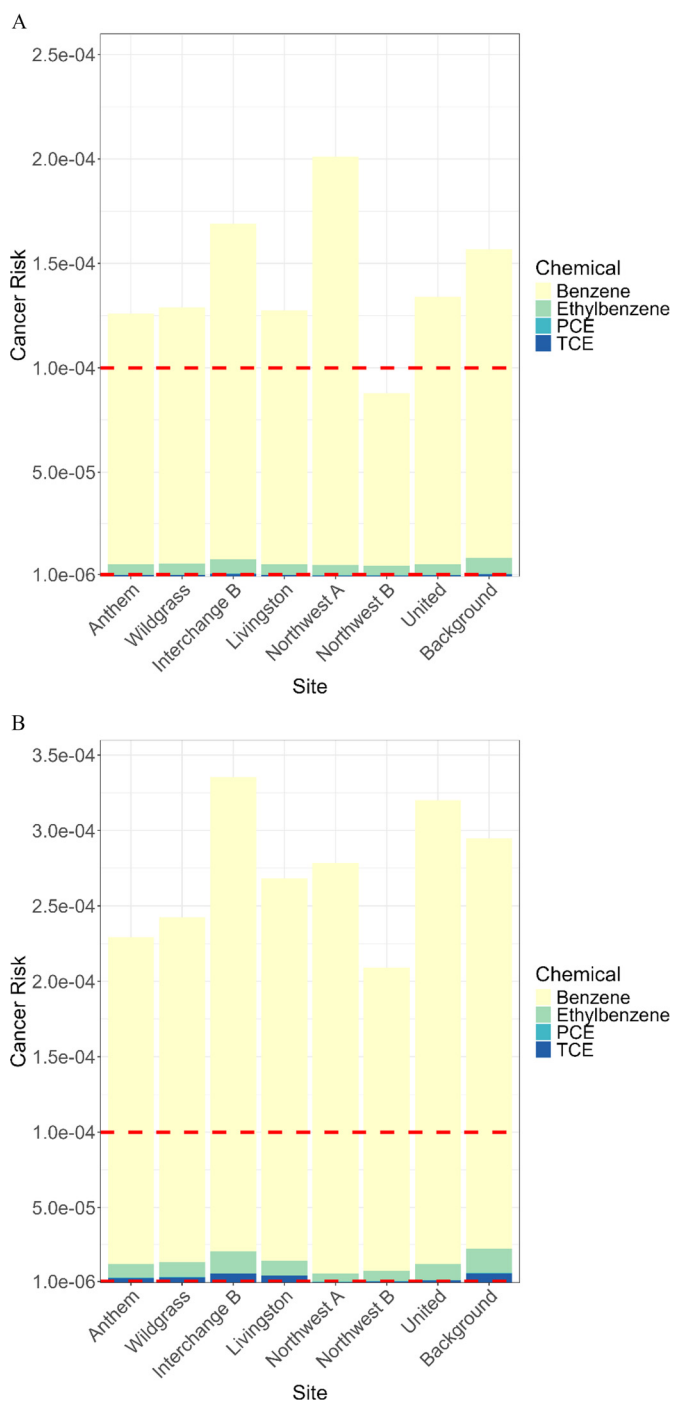 A
2.5e-04
2.0e-04
1.5e-04
1.0e-04
5.0e-05
1.0e-06
Cancer Risk
Anthem
Wildgrass
Interchange B
Livingston
Northwest A
Northwest B
United
Background
Site
Chemical
Benzene
Ethylbenzene
PCE
TCE
B
3.5e-04
3.0e-04
2.5e-04
2.0e-04
1.5e-04
1.0e-04
5.0e-05
1.0e-06
Cancer Risk
Anthem
Wildgrass
Interchange B
Livingston
Northwest A
Northwest B
United
Background
Site
Chemical
Benzene
Ethylbenzene
PCE
TCE